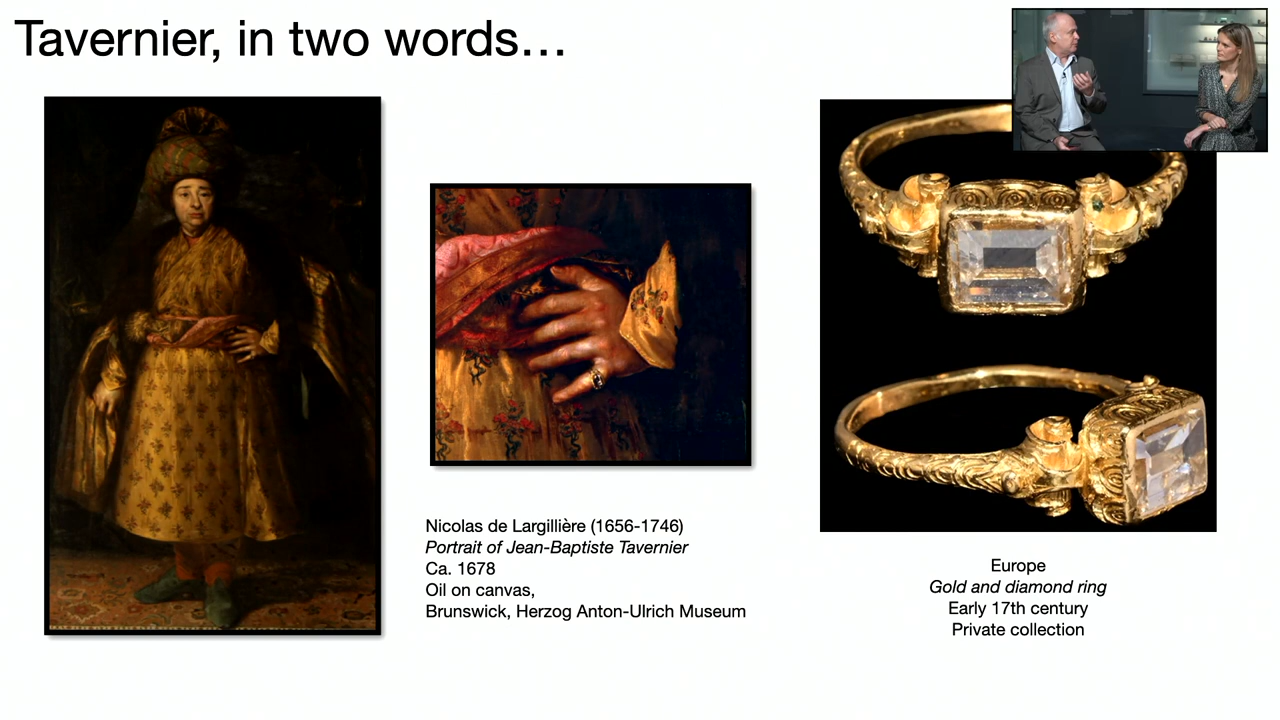 Tavernier, in two words…
Nicolas de Largillière (1656-1746)
Portrait of Jean-Baptiste Tavernier
Ca. 1678
Oil on canvas,
Brunswick, Herzog Anton-Ulrich Museum
Europe
Gold and diamond ring
Early 17th century
Private collection